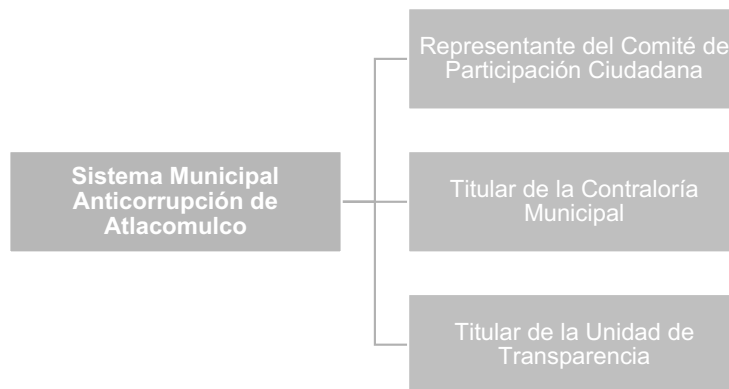 Representante del Comité de
Participación Ciudadana
Sistema Municipal
Anticorrupción de
Atlacomulco
Titular de la Contraloría
Municipal
Titular de la Unidad de
Transparencia